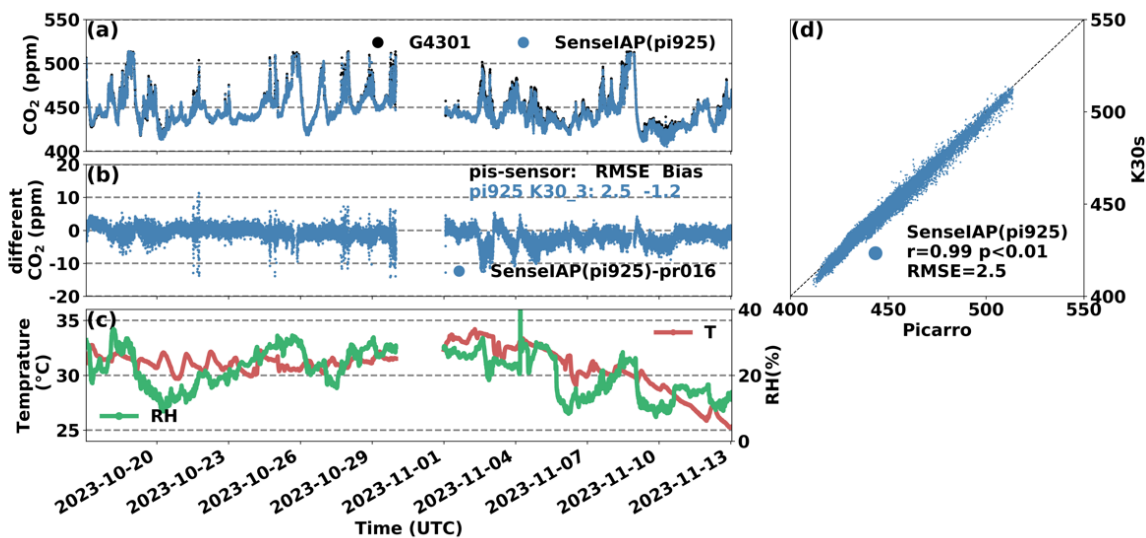 (a)
G4301
SenseIAP(pi925)
CO₂ (ppm)
550
500
450
400
(b)
pis-sensor: RMSE Bias
pi925 K30_3: 2.5 -1.2
SenseIAP(pi925)-pr016
different
CO₂ (ppm)
20
10
0
-10
-20
(c)
T
RH
Temprature
(°C)
35
30
25
RH(%)
40
20
0
2023-10-20
2023-10-23
2023-10-26
2023-10-29
2023-11-01
2023-11-04
2023-11-07
2023-11-10
2023-11-13
Time (UTC)
(d)
SenseIAP(pi925)
r=0.99 p<0.01
RMSE=2.5
K30s
550
500
450
400
400
450
500
550
Picarro